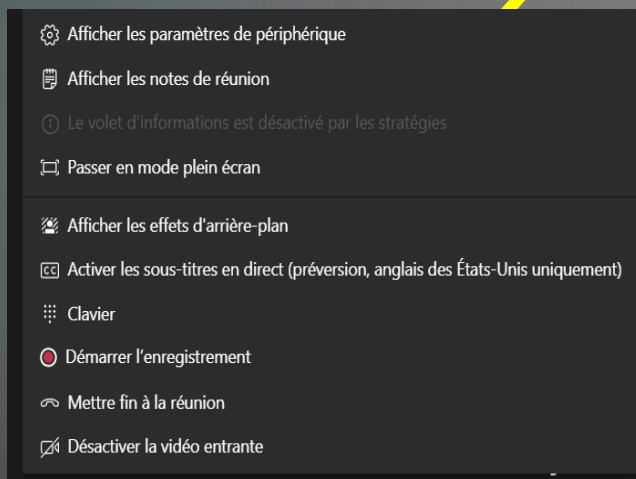 Afficher les paramètres de périphérique
Afficher les notes de réunion
Le volet d'informations est désactivé par les stratégies
Passer en mode plein écran
Afficher les effets d'arrière-plan
CC Activer les sous-titres en direct (préversion, anglais des États-Unis uniquement)
Clavier
Démarrer l’enregistrement
Mettre fin à la réunion
Désactiver la vidéo entrante